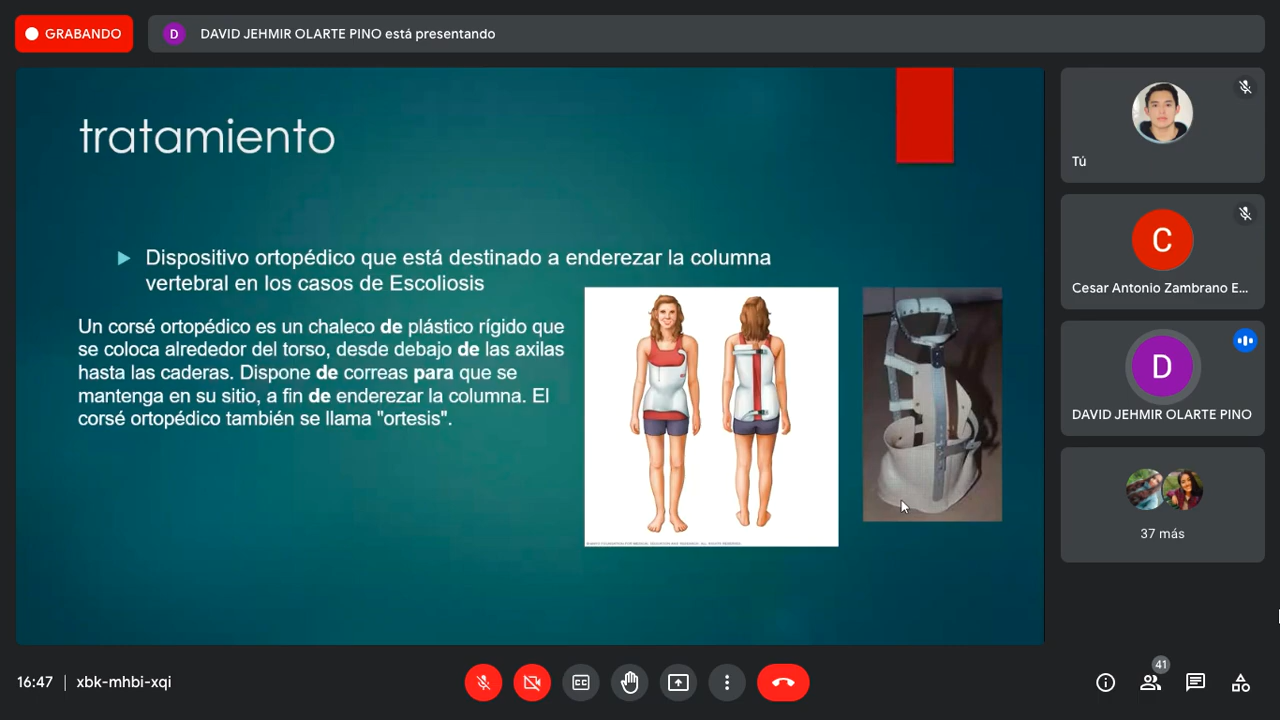 GRABANDO
D
DAVID JEHMIR OLARTE PINO está presentando
tratamiento
Dispositivo ortopédico que está destinado a enderezar la columna
vertebral en los casos de Escoliosis
Un corsé ortopédico es un chaleco de plástico rígido que
se coloca alrededor del torso, desde debajo de las axilas
hasta las caderas. Dispone de correas para que se
mantenga en su sitio, a fin de enderezar la columna. El
corsé ortopédico también se llama "ortesis".
Tú
C
Cesar Antonio Zambrano E...
D
DAVID JEHMIR OLARTE PINO
37 más
16:47
xbk-mhbi-xqi
CC
41